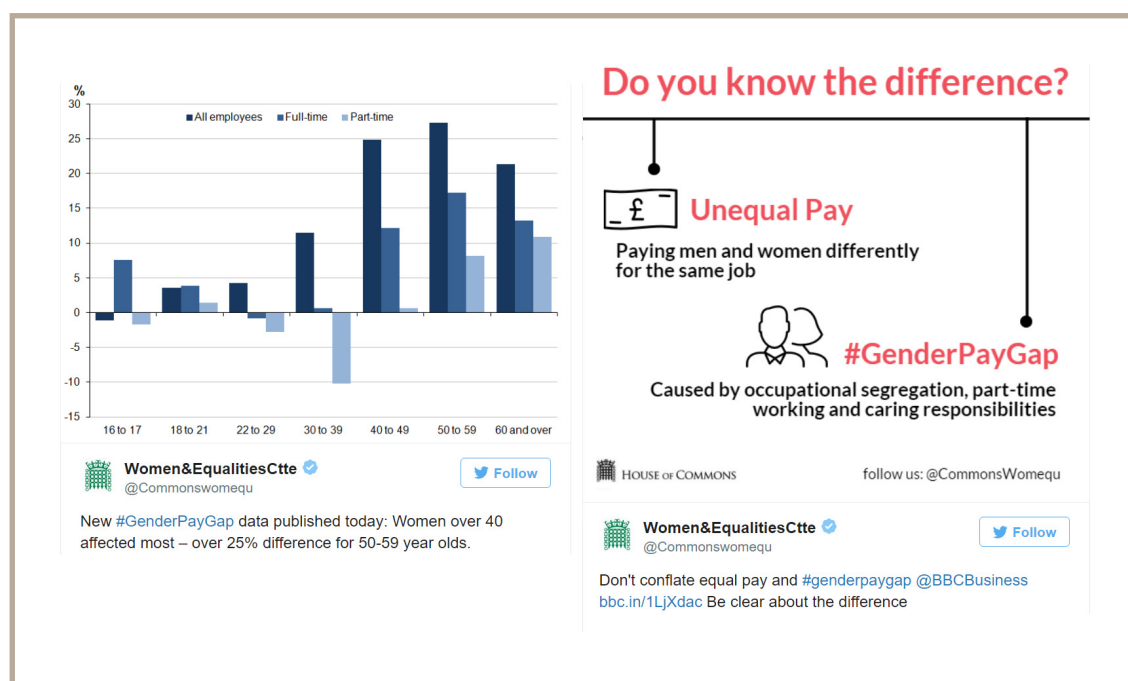 %
30
All employees Full-time Part-time
25
20
15
10
5
0
-5
-10
-15
16 to 17 18 to 21 22 to 29 30 to 39 40 to 49 50 to 59 60 and over
Women&EqualitiesCtte
@Commonswomequ
Follow
New #GenderPayGap data published today: Women over 40
affected most – over 25% difference for 50-59 year olds.
Do you know the difference?
£
Unequal Pay
Paying men and women differently
for the same job
#GenderPayGap
Caused by occupational segregation, part-time
working and caring responsibilities
HOUSE OF COMMONS
follow us: @CommonsWomequ
Women&EqualitiesCtte
@Commonswomequ
Follow
Don't conflate equal pay and #genderpaygap @BBCBusiness
bbc.in/1LjXdac Be clear about the difference